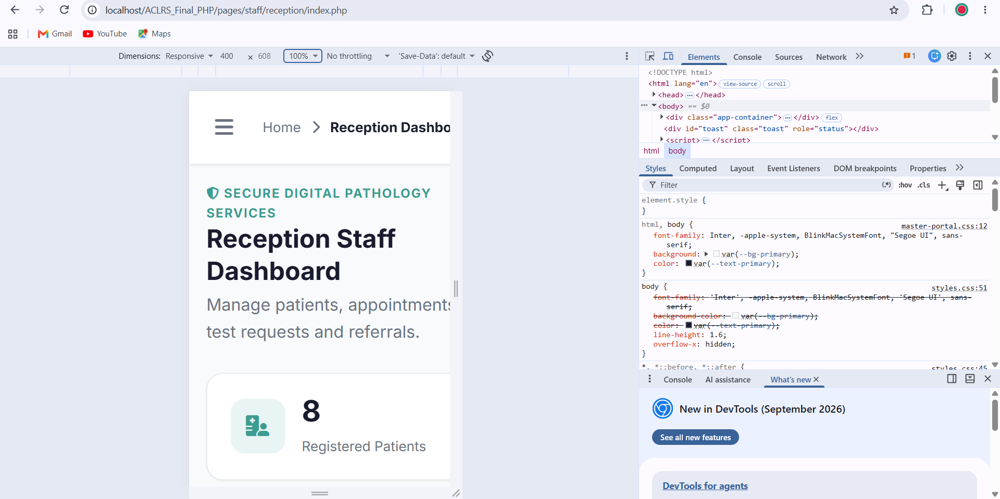 localhost/ACLRS_Final_PHP/pages/staff/reception/index.php
Gmail YouTube Maps
Dimensions: Responsive 400 × 608 100% No throttling 'Save-Data': default
Home Reception Dashbo
SECURE DIGITAL PATHOLOGY
SERVICES
Reception Staff
Dashboard
Manage patients, appointments
test requests and referrals.
8
Registered Patients
Elements Console Sources Network 1
<!DOCTYPE html>
<html lang="en"> view-source scroll
<head> ••• </head>
••• <body> == $0
<div class="app-container"> ••• </div> flex
<div id="toast" class="toast" role="status"></div>
<script> ••• </script>
html body
Styles Computed Layout Event Listeners DOM breakpoints Properties
Filter (.*) :hov .cls
element.style {
}
html, body { master-portal.css:12
font-family: Inter, -apple-system, BlinkMacSystemFont, "Segoe UI", sans-
serif;
background: var(--bg-primary);
color: var(--text-primary);
}
body { styles.css:51
font-family: 'Inter', -apple-system, BlinkMacSystemFont, 'Segoe UI', sans-
serif;
background-color: var(--bg-primary);
color: var(--text-primary);
line-height: 1.6;
overflow-x: hidden;
}
*, *::before, *::after { styles.css:45
Console AI assistance What's new
New in DevTools (September 2026)
See all new features
DevTools for agents